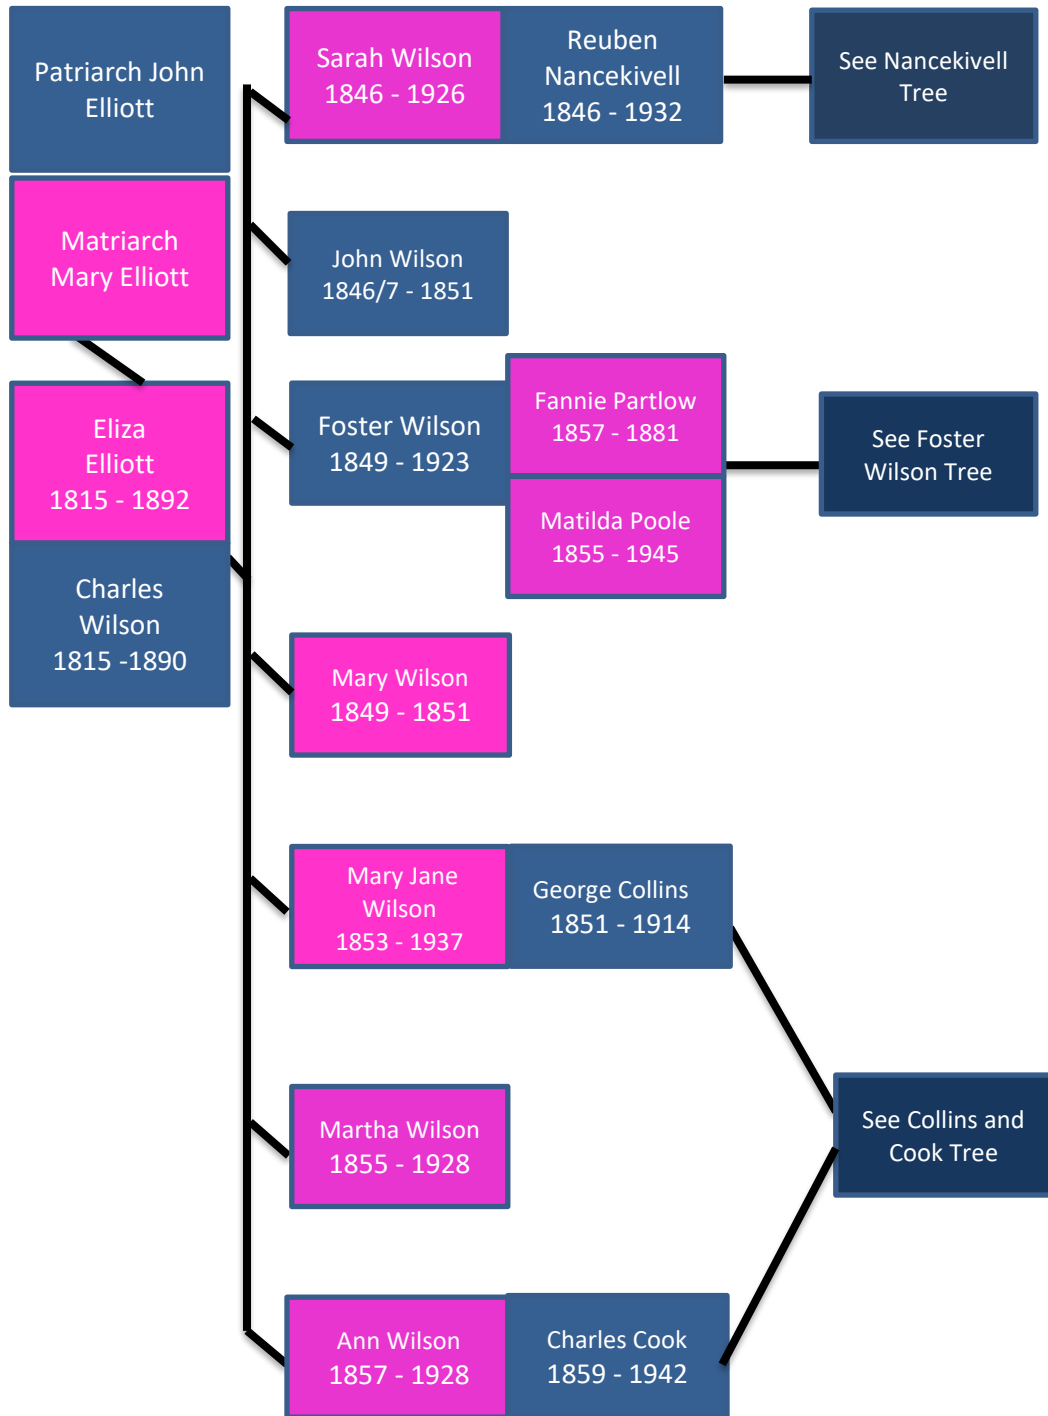 Patriarch John
Elliott
Matriarch
Mary Elliott
Eliza
Elliott
1815 - 1892
Charles
Wilson
1815 -1890
Sarah Wilson
1846 - 1926
Reuben
Nancekivell
1846 - 1932
See Nancekivell
Tree
John Wilson
1846/7 - 1851
Foster Wilson
1849 - 1923
Fannie Partlow
1857 - 1881
Matilda Poole
1855 - 1945
See Foster
Wilson Tree
Mary Wilson
1849 - 1851
Mary Jane
Wilson
1853 - 1937
George Collins
1851 - 1914
Martha Wilson
1855 - 1928
See Collins and
Cook Tree
Ann Wilson
1857 - 1928
Charles Cook
1859 - 1942